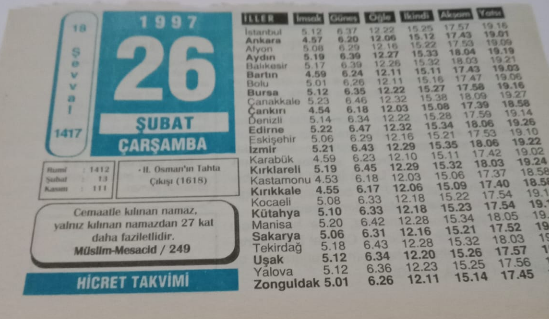 1997
18
Şevval
1417
26
ŞUBAT
ÇARŞAMBA
Rumi : 1412
Şubat : 13
Kasım : 111
· II. Osman'ın Tahta
Çıkışı (1618)
Cemaatle kılınan namaz,
yalnız kılınan namazdan 27 kat
daha faziletlidir.
Müslim-Mesacid / 249
HİCRET TAKVİMİ
İLLER İmsak Güneş Öğle İkindi Akşam Yatsı
İstanbul 5.12 6.37 12.22 15.25 17.57 19.16
Ankara 4.57 6.20 12.06 15.12 17.43 19.01
Afyon 5.08 6.29 12.16 15.22 17.53 19.09
Aydın 5.19 6.39 12.27 15.33 18.04 19.19
Balıkesir 5.17 6.39 12.26 15.32 18.03 19.21
Bartın 4.59 6.24 12.11 15.11 17.43 19.03
Bolu 5.01 6.26 12.11 15.16 17.47 19.06
Bursa 5.12 6.35 12.22 15.27 17.58 19.16
Çanakkale 5.23 6.46 12.32 15.38 18.09 19.27
Çankırı 4.54 6.18 12.03 15.08 17.39 18.58
Denizli 5.14 6.34 12.22 15.28 17.59 19.14
Edirne 5.22 6.47 12.32 15.34 18.06 19.26
Eskişehir 5.06 6.29 12.16 15.21 17.53 19.10
İzmir 5.21 6.43 12.29 15.35 18.06 19.22
Karabük 4.59 6.23 12.10 15.11 17.42 19.02
Kırklareli 5.19 6.45 12.29 15.32 18.03 19.24
Kastamonu 4.53 6.18 12.03 15.06 17.37 18.58
Kırıkkale 4.55 6.17 12.06 15.09 17.40 18.5
Kocaeli 5.08 6.33 12.18 15.22 17.54 19.1
Kütahya 5.10 6.33 12.18 15.23 17.54 19.1
Manisa 5.20 6.42 12.28 15.34 18.05 19.
Sakarya 5.06 6.31 12.16 15.21 17.52 19
Tekirdağ 5.18 6.43 12.28 15.32 18.03 1
Uşak 5.12 6.34 12.20 15.26 17.57
Yalova 5.12 6.36 12.23 15.25 17.56
Zonguldak 5.01 6.26 12.11 15.14 17.45